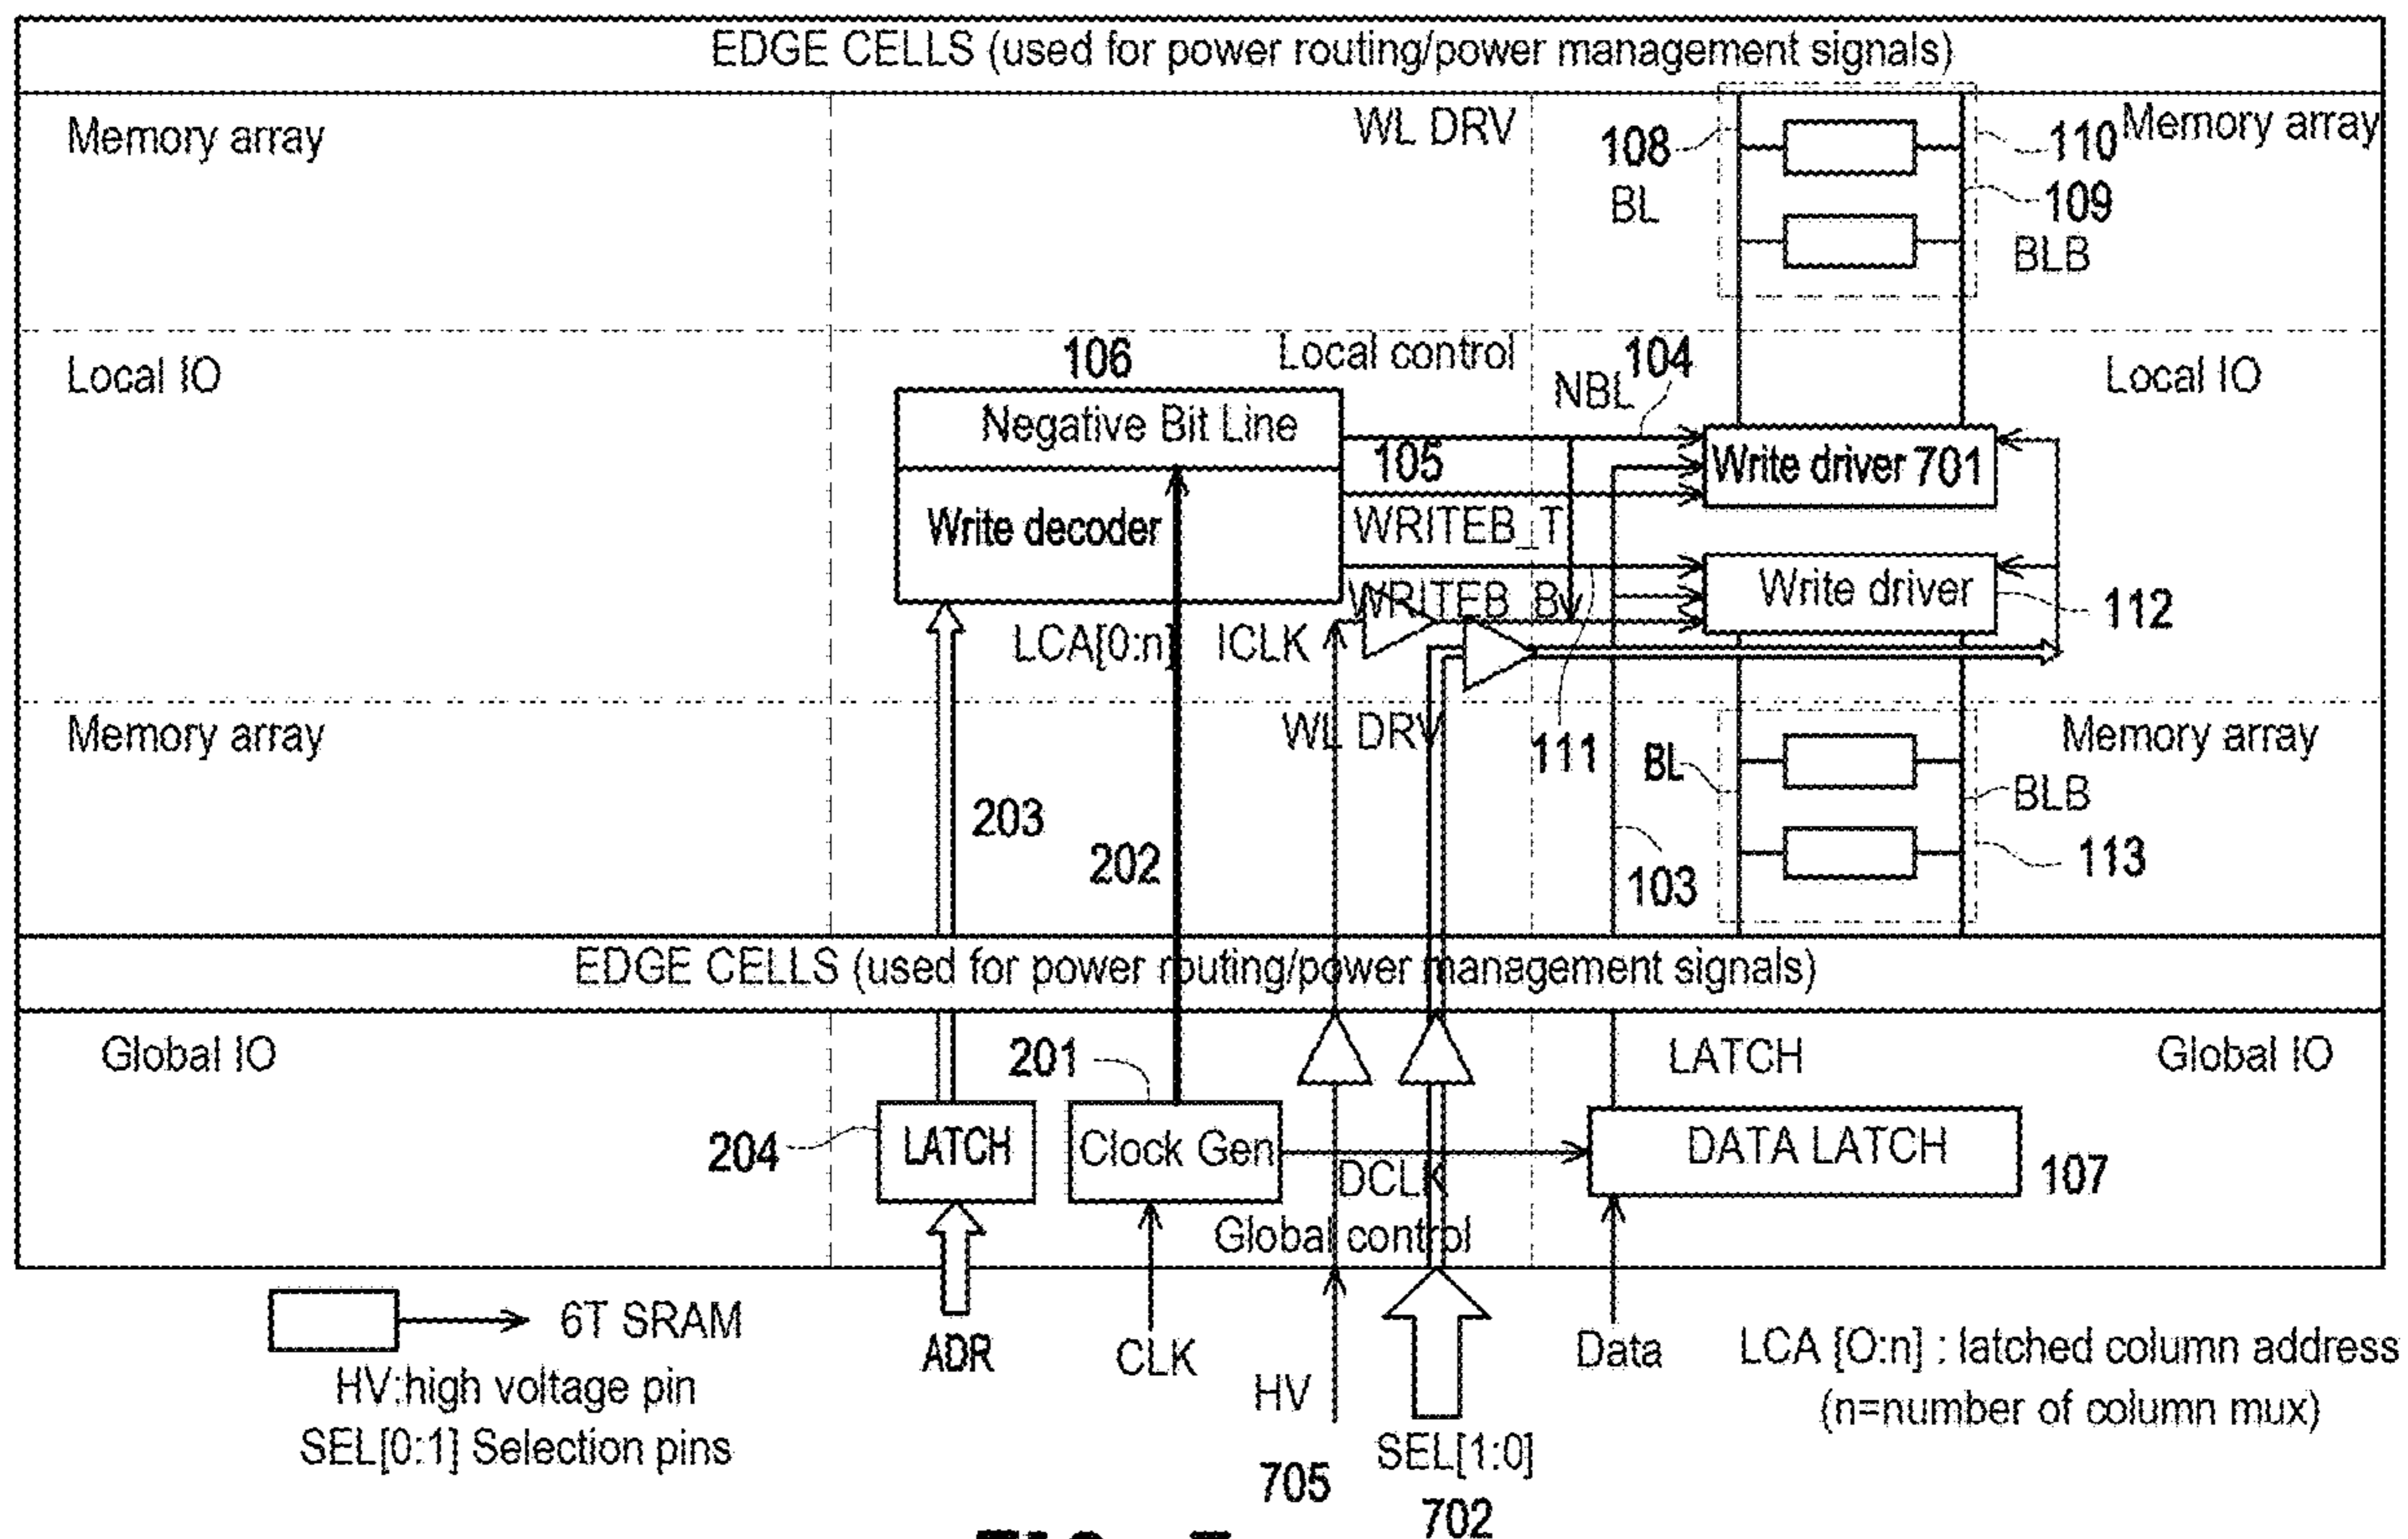 EDGE CELLS (used for power routing/power management signals)
Memory array
WL DRV
108
110
Memory array
BL
109
BLB
Local IO
106
Local control
104
NBL
Local IO
Negative Bit Line
105
Write driver 701
Write decoder
WRITEB_T
WRITEB_B
Write driver
112
LCA[0:n]
ICLK
Memory array
WL DRV
111
BL
Memory array
BLB
203
202
103
113
EDGE CELLS (used for power routing/power management signals)
Global IO
201
LATCH
Global IO
204
LATCH
Clock Gen
DCLK
DATA LATCH
107
Global control
6T SRAM
HV:high voltage pin
SEL[0:1] Selection pins
ADR
CLK
HV
705
SEL[1:0]
702
Data
LCA [O:n] : latched column address
(n=number of column mux)